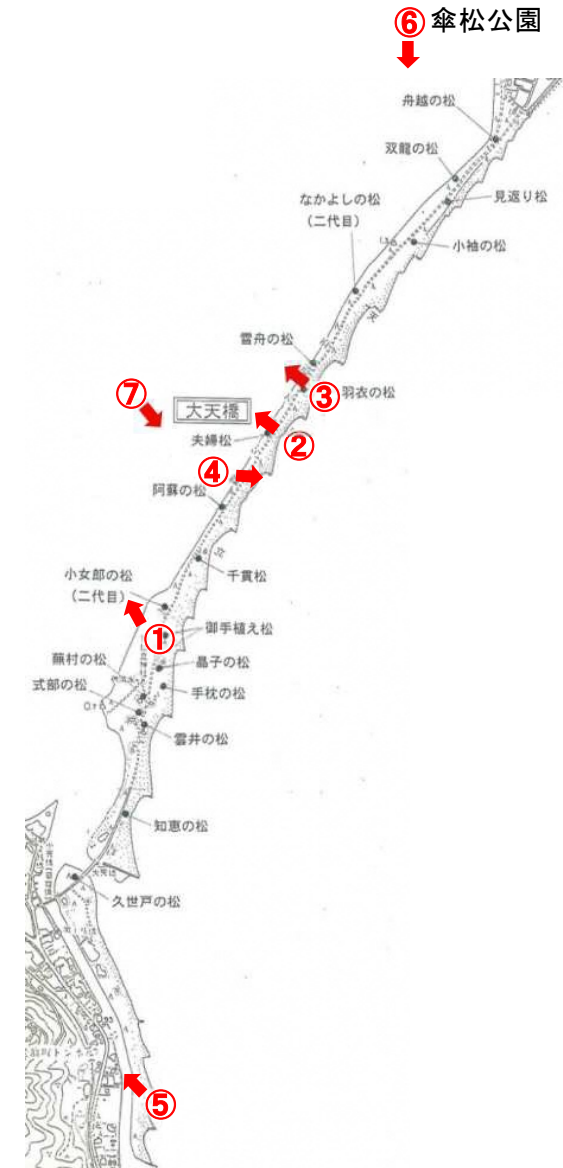 ⑥傘松公園
舟越の松
双龍の松
見返り松
なかよしの松
(二代目)
小袖の松
雪舟の松
⑦
③
羽衣の松
大天橋
夫婦松
②
④
阿蘇の松
千貫松
小女郎の松
(二代目)
①
御手植え松
蕪村の松
晶子の松
式部の松
手枕の松
雲井の松
知恵の松
久世戸の松
⑤